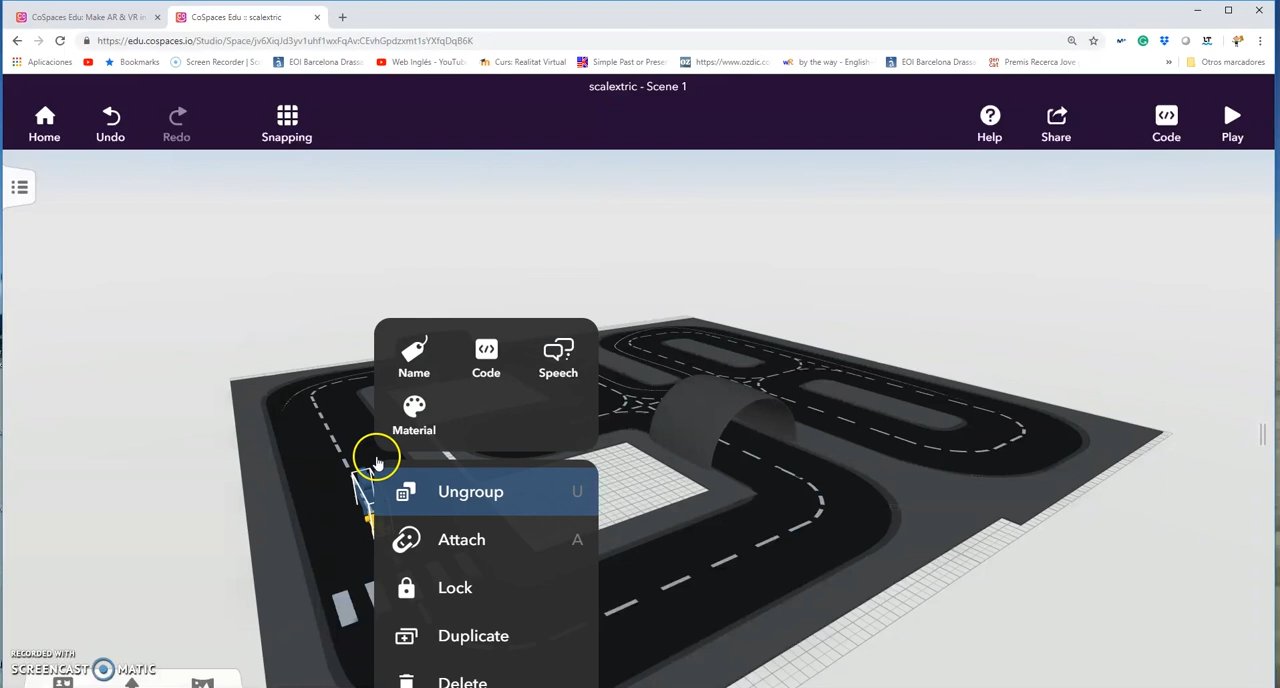 CoSpaces Edu: Make AR & VR in
CoSpaces Edu :: scalextric
https://edu.cospaces.io/Studio/Space/jv6XiqJd3yv1uhf1wxFqAv:CEvhGpdzxmt1sYXfqDqB6K
Aplicaciones
Bookmarks
Screen Recorder | Sc
EOI Barcelona Drassa
Web Inglés - YouTub
Curs: Realitat Virtual
Simple Past or Prese
https://www.ozdic.co
by the way - English
EOI Barcelona Drassa
Premis Recerca Jove
»
Otros marcadores
scalextric - Scene 1
Home
Undo
Redo
Snapping
Help
Share
Code
Play
Name
Code
Speech
Material
Ungroup U
Attach A
Lock
Duplicate
Delete
RECORDED WITH
SCREENCAST MATIC